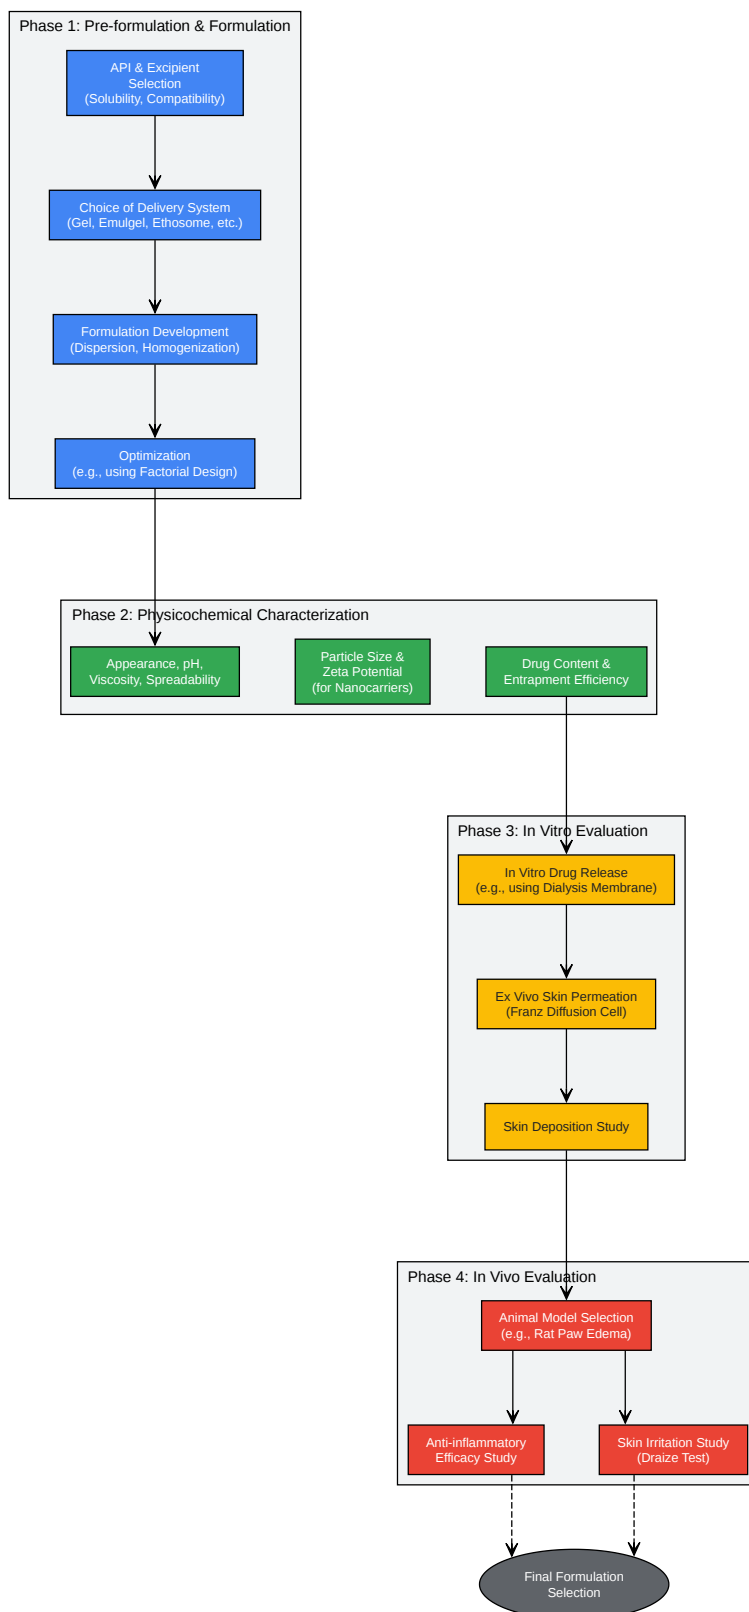 Phase 1: Pre-formulation & Formulation
API & Excipient
Selection
(Solubility, Compatibility)
Choice of Delivery System
(Gel, Emulgel, Ethosome, etc.)
Formulation Development
(Dispersion, Homogenization)
Optimization
(e.g., using Factorial Design)
Phase 2: Physicochemical Characterization
Appearance, pH,
Viscosity, Spreadability
Particle Size &
Zeta Potential
(for Nanocarriers)
Drug Content &
Entrapment Efficiency
Phase 3: In Vitro Evaluation
In Vitro Drug Release
(e.g., using Dialysis Membrane)
Ex Vivo Skin Permeation
(Franz Diffusion Cell)
Skin Deposition Study
Phase 4: In Vivo Evaluation
Animal Model Selection
(e.g., Rat Paw Edema)
Anti-inflammatory
Efficacy Study
Skin Irritation Study
(Draize Test)
Final Formulation
Selection